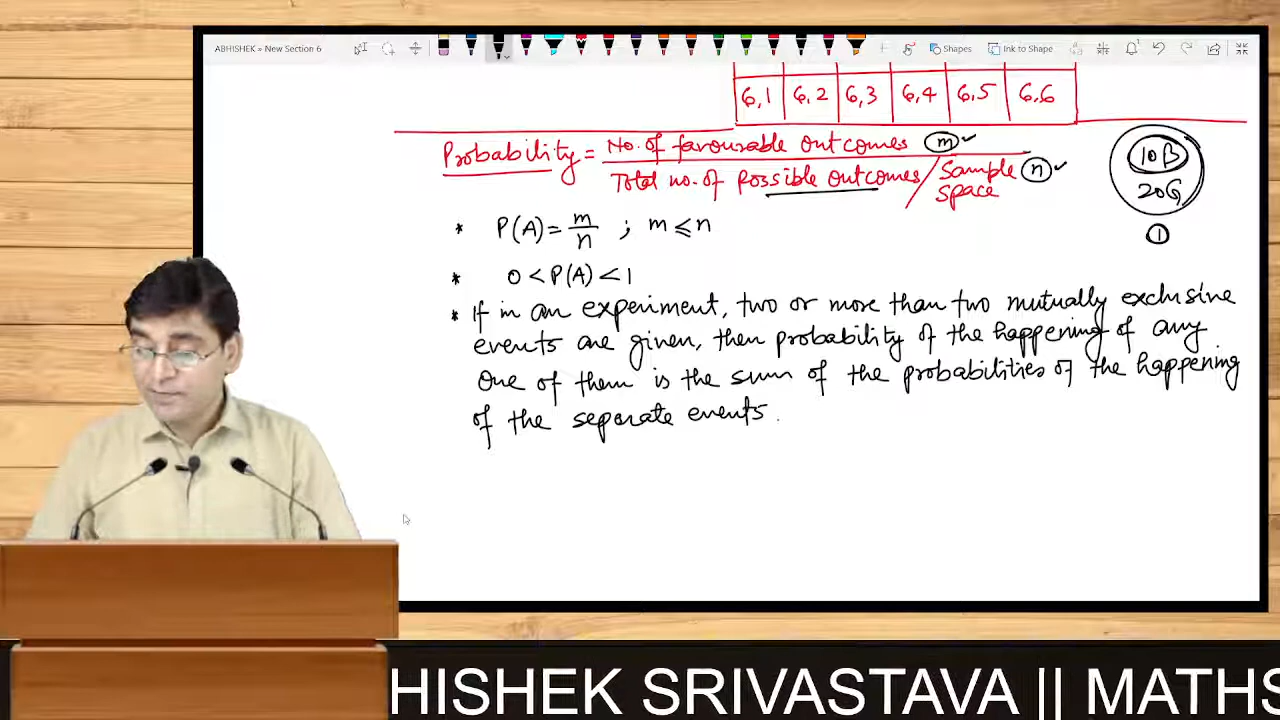 ABHISHEK » New Section 6
Shapes
Ink to Shape
6,1 6,2 6,3 6,4 6,5 6,6
Probability = No. of favourable outcomes m ✓
Total no. of possible outcomes / Sample space n ✓
10B
20G
1
* P(A) = m/n ; m ⩽ n
* 0 < P(A) < 1
* If in an experiment, two or more than two mutually exclusive
events are given, then probability of the happening of any
One of them is the sum of the probabilities of the happening
of the separate events.
HISHEK SRIVASTAVA || MATHS